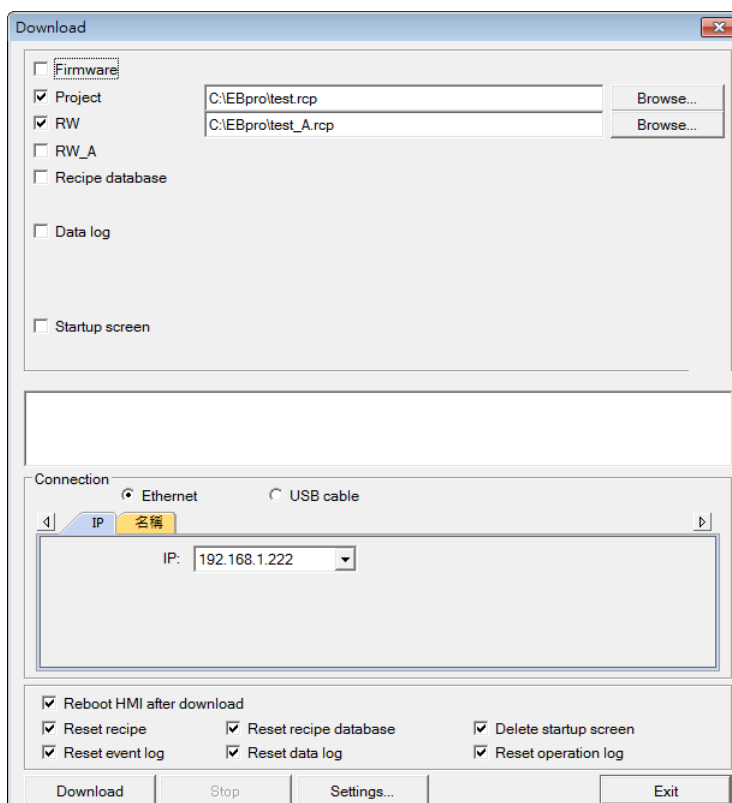 Download
Firmware
Project C:\EBpro\test.rcp Browse...
RW C:\EBpro\test_A.rcp Browse...
RW_A
Recipe database
Data log
Startup screen
Connection
Ethernet USB cable
IP 名稱
IP: 192.168.1.222
Reboot HMI after download
Reset recipe Reset recipe database Delete startup screen
Reset event log Reset data log Reset operation log
Download Stop Settings... Exit